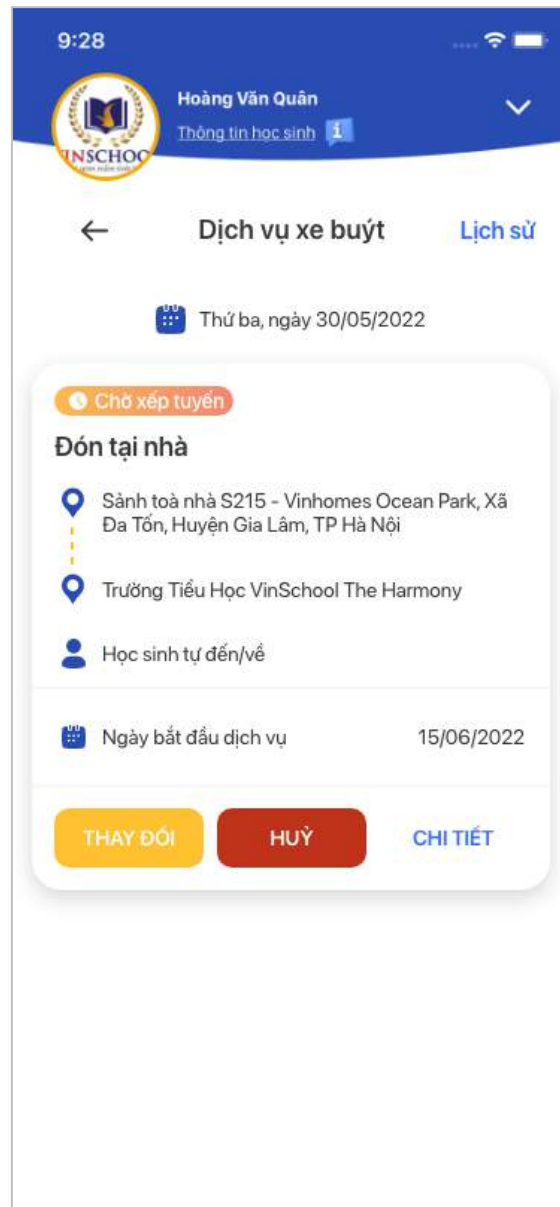 9:28
Hoàng Văn Quân
Thông tin học sinh
VINSCHOO
Dịch vụ xe buýt
Lịch sử
Thứ ba, ngày 30/05/2022
Chờ xếp tuyến
Đón tại nhà
Sảnh toà nhà S215 - Vinhomes Ocean Park, Xã
Đa Tốn, Huyện Gia Lâm, TP Hà Nội
Trường Tiểu Học VinSchool The Harmony
Học sinh tự đến/về
Ngày bắt đầu dịch vụ
15/06/2022
THAY ĐỔI
HUỶ
CHI TIẾT